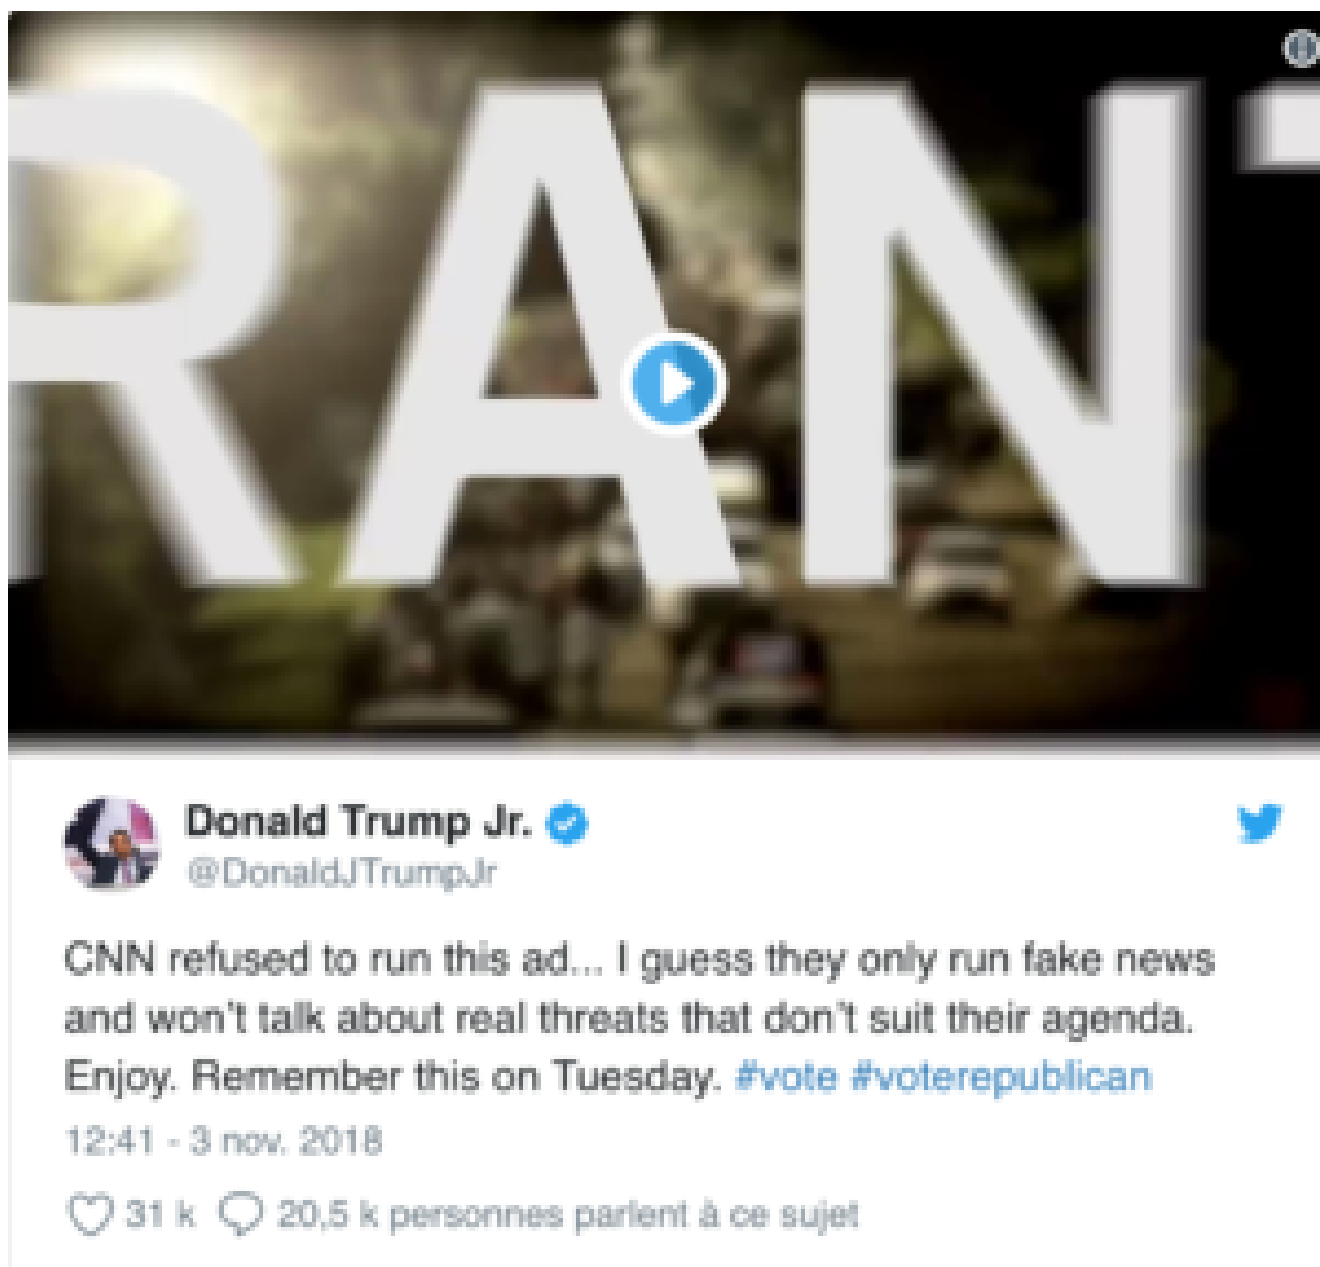 RANT
Donald Trump Jr.
@DonaldJTrumpJr
CNN refused to run this ad... I guess they only run fake news
and won't talk about real threats that don't suit their agenda.
Enjoy. Remember this on Tuesday. #vote #voterepublican
12:41 - 3 nov. 2018
31 k 20,5 k personnes parlent à ce sujet